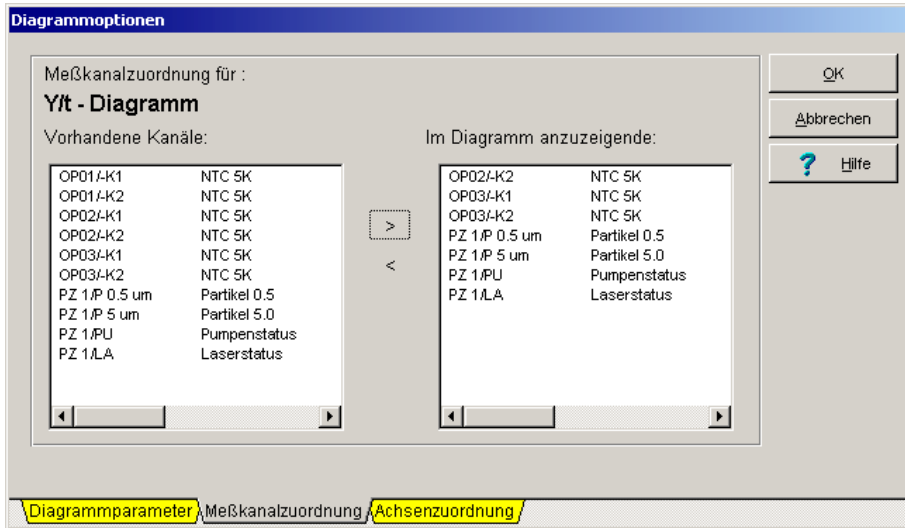 Diagrammoptionen
Meßkanalzuordnung für :
Y/t - Diagramm
Vorhandene Kanäle:
OP01/-K1 NTC 5K
OP01/-K2 NTC 5K
OP02/-K1 NTC 5K
OP02/-K2 NTC 5K
OP03/-K1 NTC 5K
OP03/-K2 NTC 5K
PZ 1/P 0.5 um Partikel 0.5
PZ 1/P 5 um Partikel 5.0
PZ 1/PU Pumpenstatus
PZ 1/LA Laserstatus
>
<
Im Diagramm anzuzeigende:
OP02/-K2 NTC 5K
OP03/-K1 NTC 5K
OP03/-K2 NTC 5K
PZ 1/P 0.5 um Partikel 0.5
PZ 1/P 5 um Partikel 5.0
PZ 1/PU Pumpenstatus
PZ 1/LA Laserstatus
OK
Abbrechen
? Hilfe
Diagrammparameter Meßkanalzuordnung Achsenzuordnung